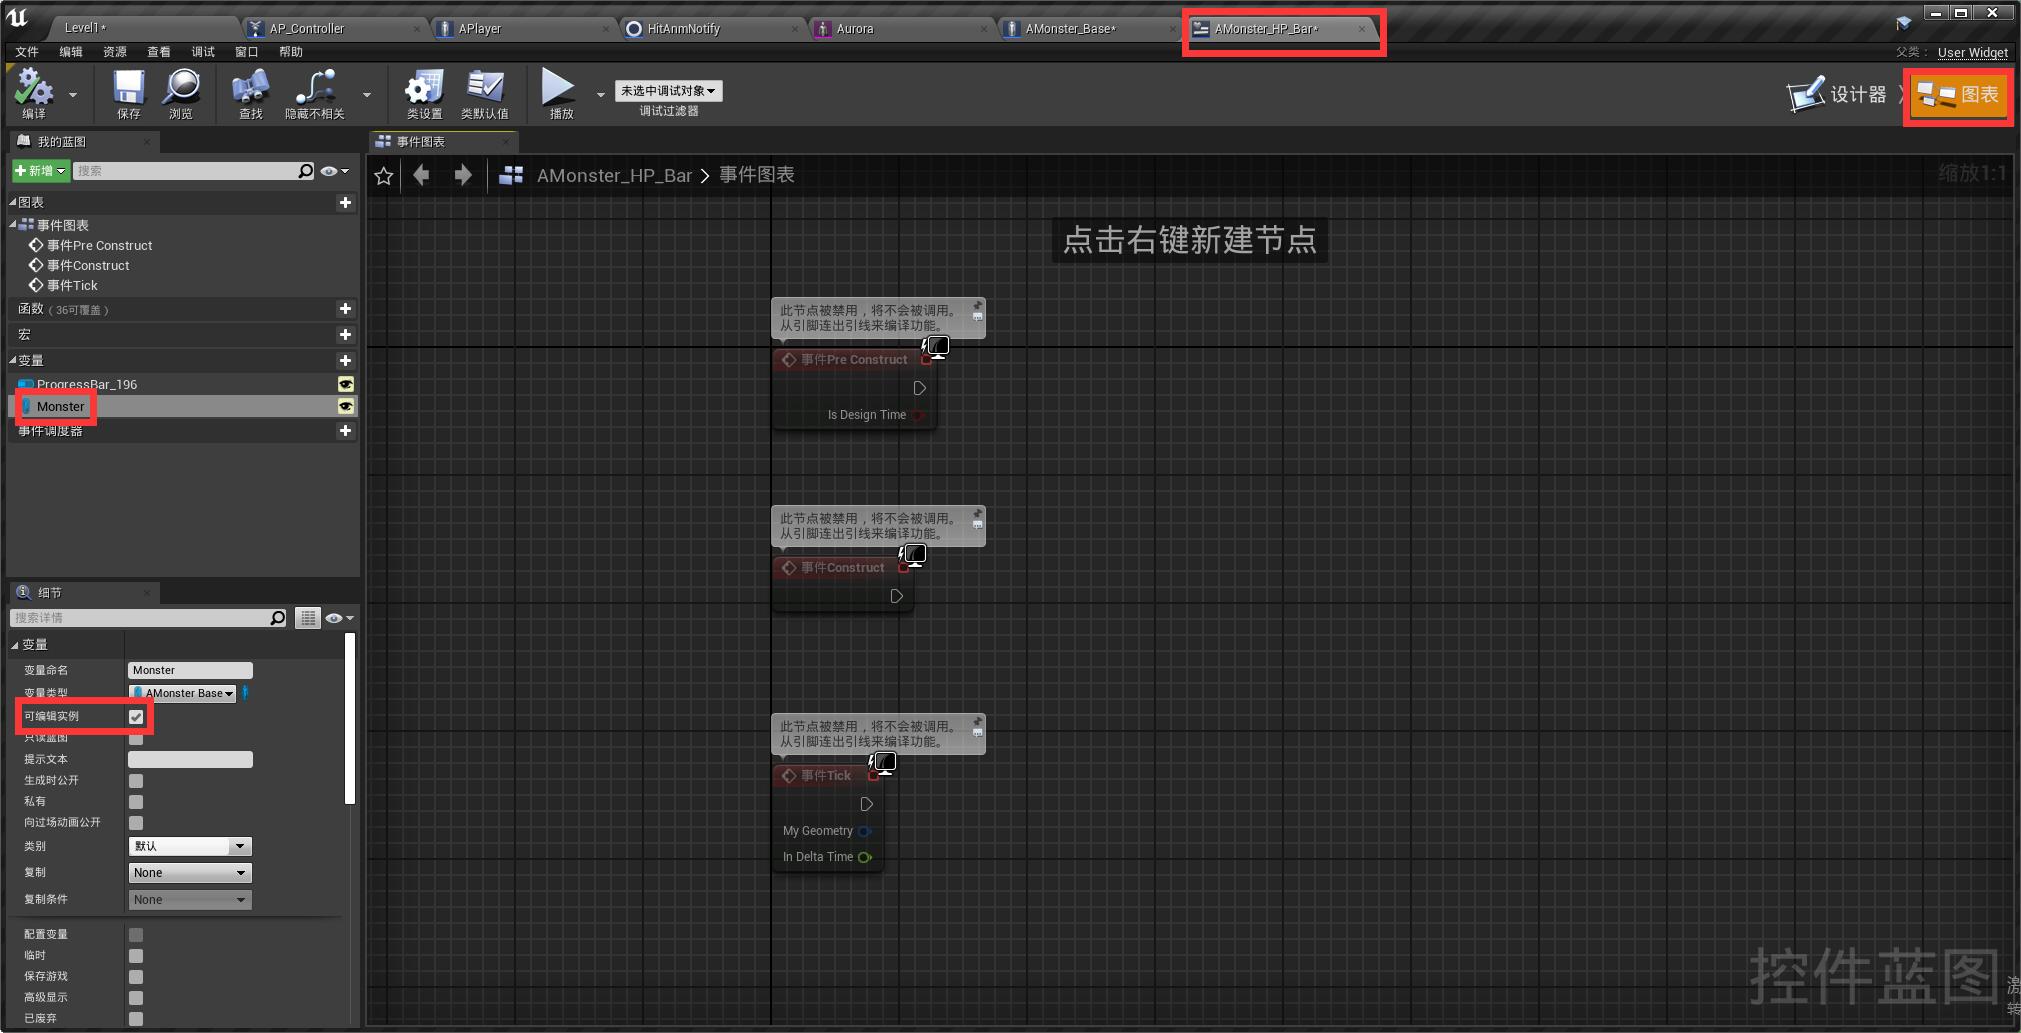 Level1*
AP_Controller
APlayer
HitAnmNotify
Aurora
AMonster_Base*
AMonster_HP_Bar*
文件 编辑 资源 查看 调试 窗口 帮助
父类： User Widget
编译
保存
浏览
查找
隐藏不相关
类设置
类默认值
播放
未选中调试对象
调试过滤器
设计器
图表
我的蓝图
新增
搜索
图表
事件图表
事件Pre Construct
事件Construct
事件Tick
函数（36可覆盖）
宏
变量
ProgressBar_196
Monster
事件调度器
细节
搜索详情
变量
变量命名 Monster
变量类型 AMonster Base
可编辑实例
只读蓝图
提示文本
生成时公开
私有
向过场动画公开
类别 默认
复制 None
复制条件 None
配置变量
临时
保存游戏
高级显示
已废弃
事件图表
AMonster_HP_Bar > 事件图表
缩放1:1
点击右键新建节点
此节点被禁用，将不会被调用。
从引脚连出引线来编译功能。
事件Pre Construct
Is Design Time
此节点被禁用，将不会被调用。
从引脚连出引线来编译功能。
事件Construct
此节点被禁用，将不会被调用。
从引脚连出引线来编译功能。
事件Tick
My Geometry
In Delta Time
控件蓝图
激
转